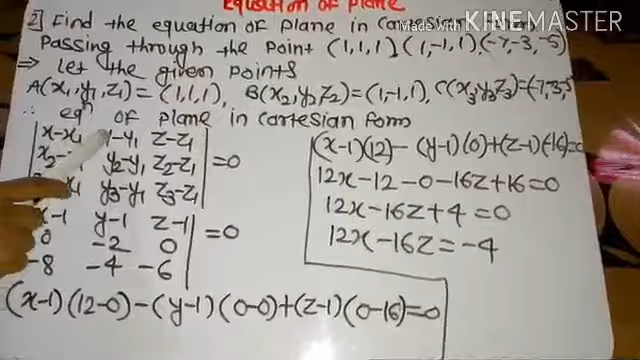 Equation of Plane
2] Find the equation of plane in cartesian form
Made With KINEMASTER
Passing through the point (1,1,1) (1,-1,1), (-7,-3,-5)
⇒ Let the given points
A(x₁,y₁,z₁)=(1,1,1), B(x₂,y₂,z₂)=(1,-1,1), C(x₃,y₃,z₃)=(-7,3,5)
∴ eqⁿ of plane in cartesian form
x-x₁ y-y₁ z-z₁
x₂- y₂-y₁ z₂-z₁ =0
x₁ y₃-y₁ z₃-z₁
x-1 y-1 z-1
0 -2 0 =0
-8 -4 -6
(x-1)(12-0)-(y-1)(0-0)+(z-1)(0-16)=0
(x-1)(12)-(y-1)(0)+(z-1)(-16)=0
12x-12-0-16z+16=0
12x-16z+4=0
12x-16z=-4